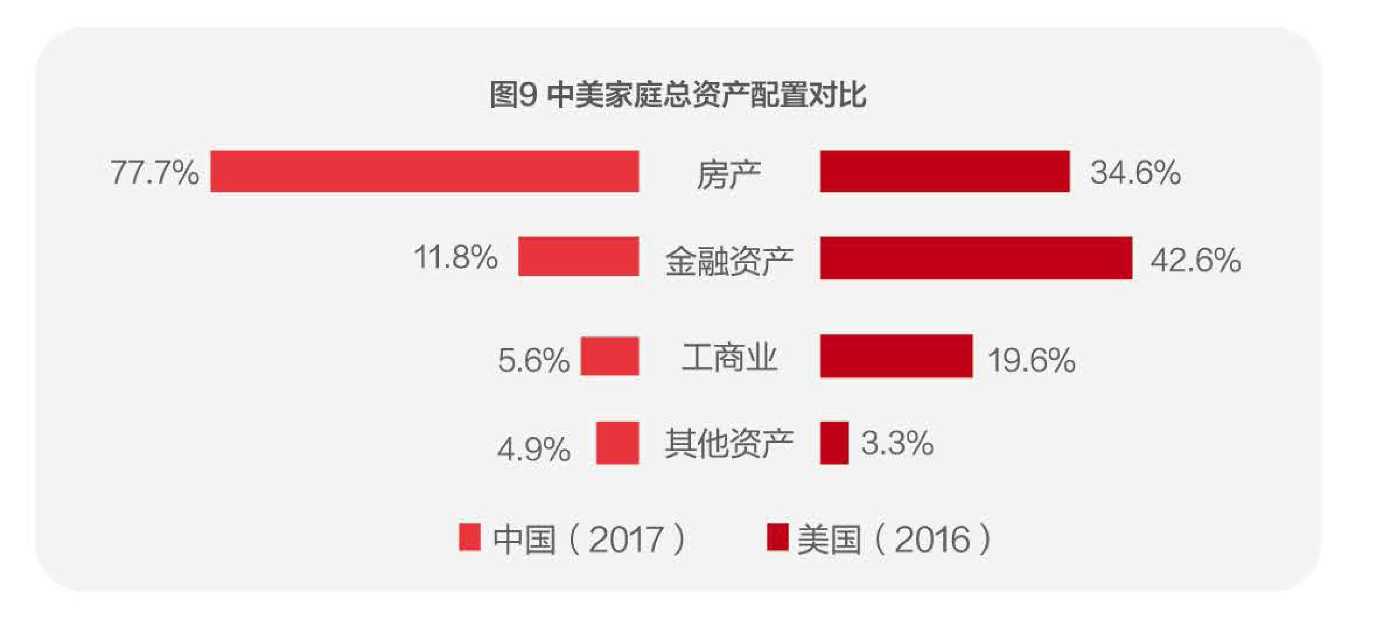 图9 中美家庭总资产配置对比
77.7% 房产 34.6%
11.8% 金融资产 42.6%
5.6% 工商业 19.6%
4.9% 其他资产 3.3%
中国（2017） 美国（2016）